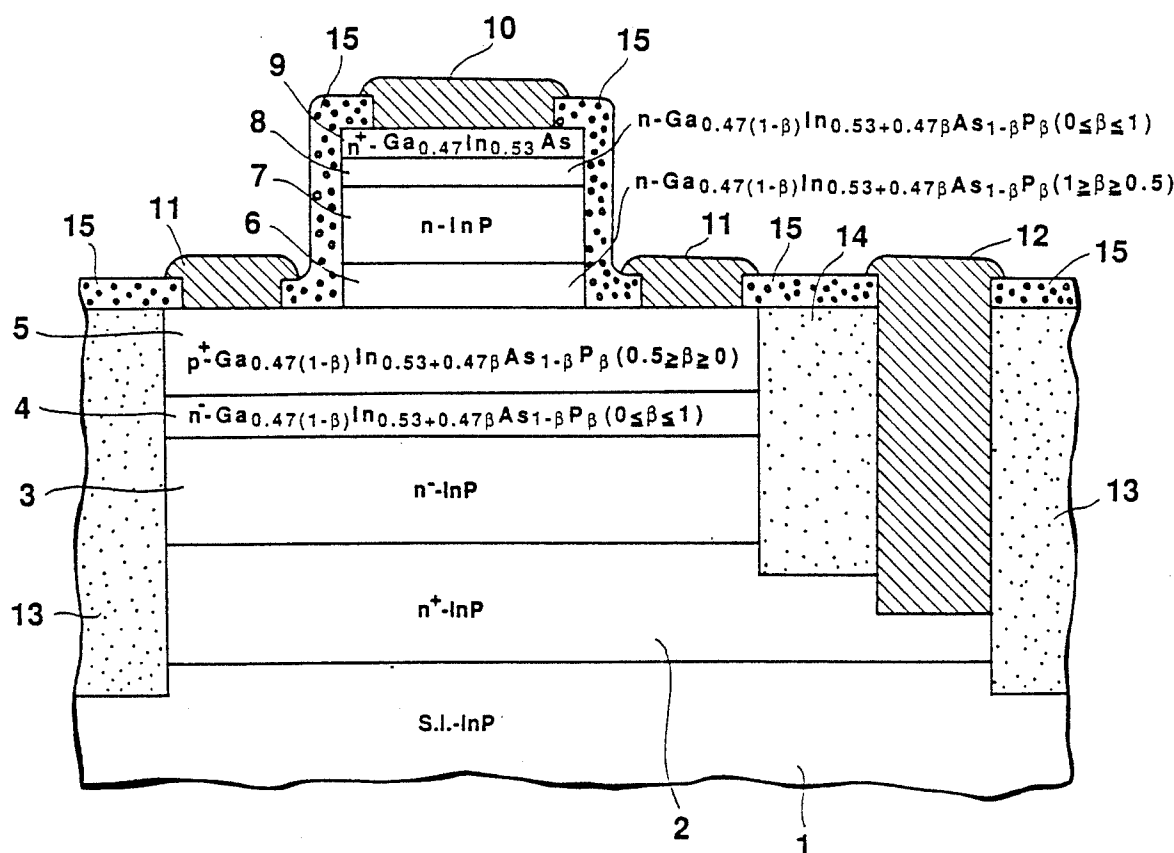 10
15
15
9
n-Ga0.47(1-β)In0.53+0.47βAs1-βPβ(0≦β≦1)
8
n+-Ga0.47In0.53As
7
n-Ga0.47(1-β)In0.53+0.47βAs1-βPβ(1≧β≧0.5)
n-InP
6
11
11
14
12
15
15
15
5
p+-Ga0.47(1-β)In0.53+0.47βAs1-βPβ(0.5≧β≧0)
4
n--Ga0.47(1-β)In0.53+0.47βAs1-βPβ(0≦β≦1)
3
n--InP
13
13
n+-InP
S.I.-InP
2
1